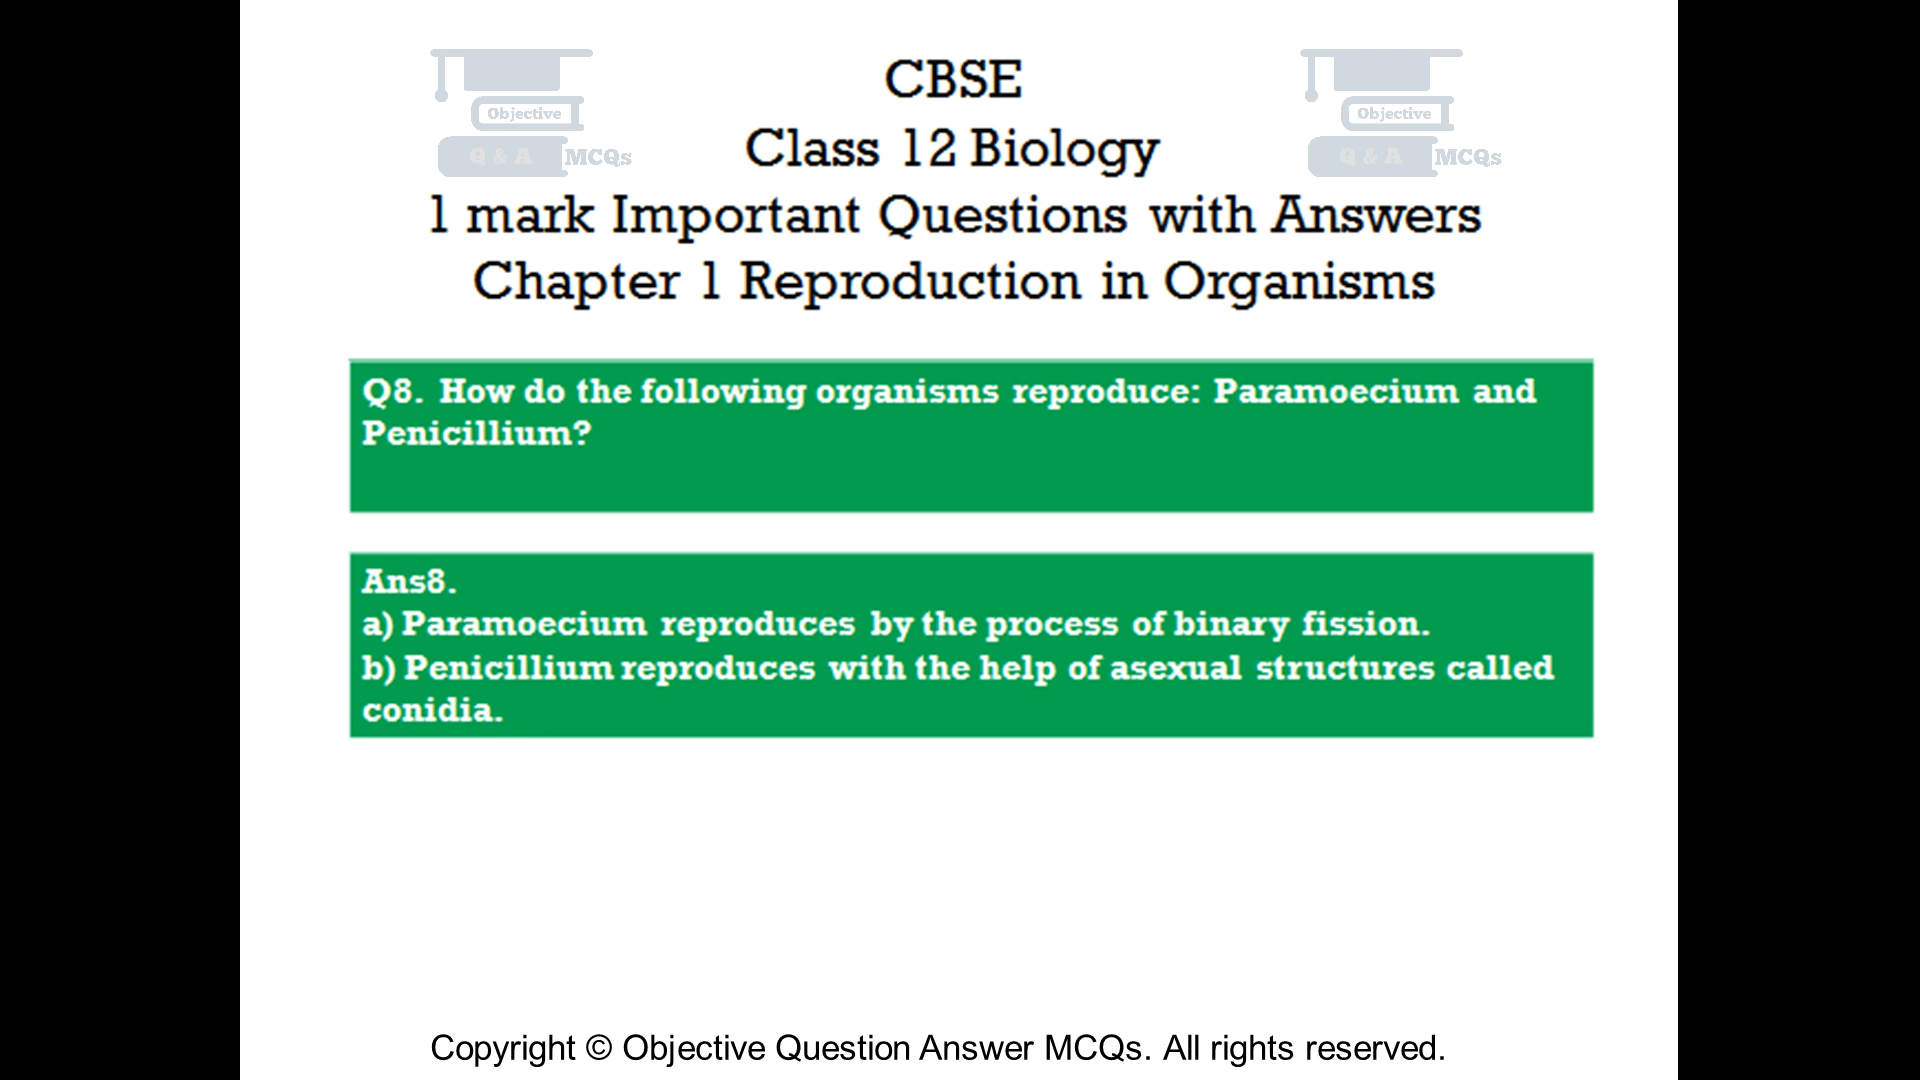 CBSE
Class 12 Biology
1 mark Important Questions with Answers
Chapter 1 Reproduction in Organisms
Objective
Q & A MCQs
Objective
Q & A MCQs
Q8. How do the following organisms reproduce: Paramoecium and
Penicillium?
Ans8.
a) Paramoecium reproduces by the process of binary fission.
b) Penicillium reproduces with the help of asexual structures called
conidia.
Copyright © Objective Question Answer MCQs. All rights reserved.